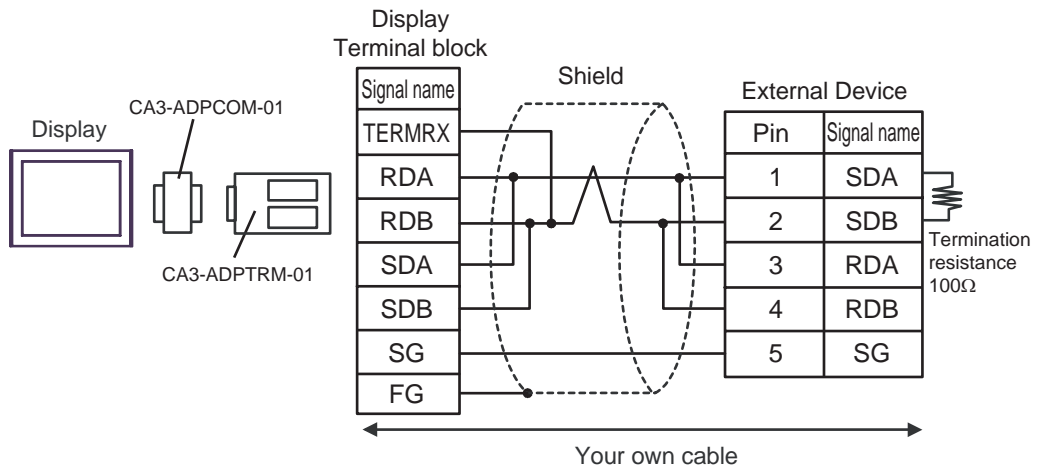 Display
Terminal block
Shield
External Device
CA3-ADPCOM-01
Display
CA3-ADPTRM-01
Signal name
TERMRX
RDA
RDB
SDA
SDB
SG
FG
Pin Signal name
1 SDA
2 SDB
3 RDA
4 RDB
5 SG
Termination
resistance
100Ω
Your own cable